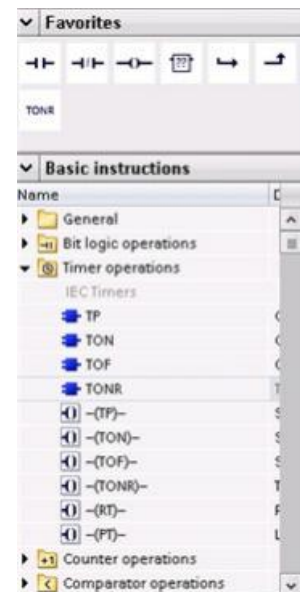 Favorites
??
TONR
Basic instructions
Name
General
Bit logic operations
Timer operations
IEC Timers
TP
TON
TOF
TONR
–(TP)–
–(TON)–
–(TOF)–
–(TONR)–
–(RT)–
–(PT)–
+1 Counter operations
Comparator operations